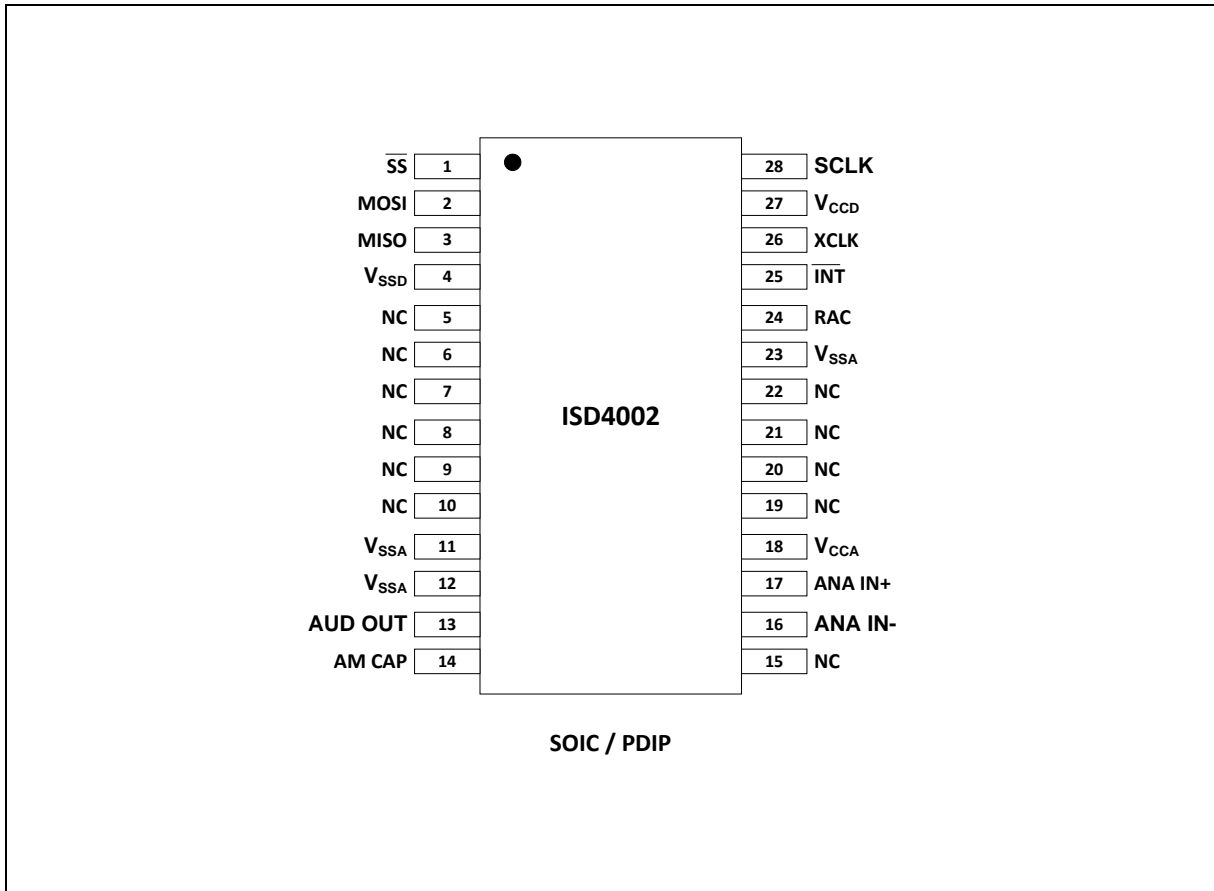 S̅S̅ 1 28 SCLK
MOSI 2 27 VCCD
MISO 3 26 XCLK
VSSD 4 25 I̅N̅T̅
NC 5 24 RAC
NC 6 23 VSSA
NC 7 22 NC
ISD4002
NC 8 21 NC
NC 9 20 NC
NC 10 19 NC
VSSA 11 18 VCCA
VSSA 12 17 ANA IN+
AUD OUT 13 16 ANA IN-
AM CAP 14 15 NC
SOIC / PDIP